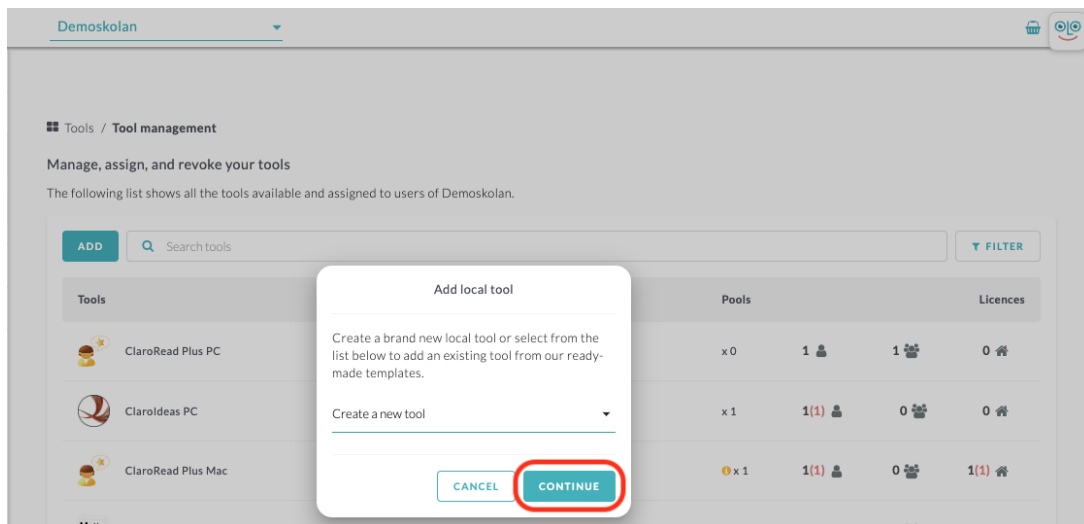 Demoskolan
Tools / Tool management
Manage, assign, and revoke your tools
The following list shows all the tools available and assigned to users of Demoskolan.
ADD
Search tools
FILTER
Tools
Pools
Licences
ClaroRead Plus PC
x 0
1
1
0
ClaroIdeas PC
x 1
1(1)
0
0
ClaroRead Plus Mac
x 1
1(1)
0
1(1)
Add local tool
Create a brand new local tool or select from the
list below to add an existing tool from our ready-
made templates.
Create a new tool
CANCEL
CONTINUE